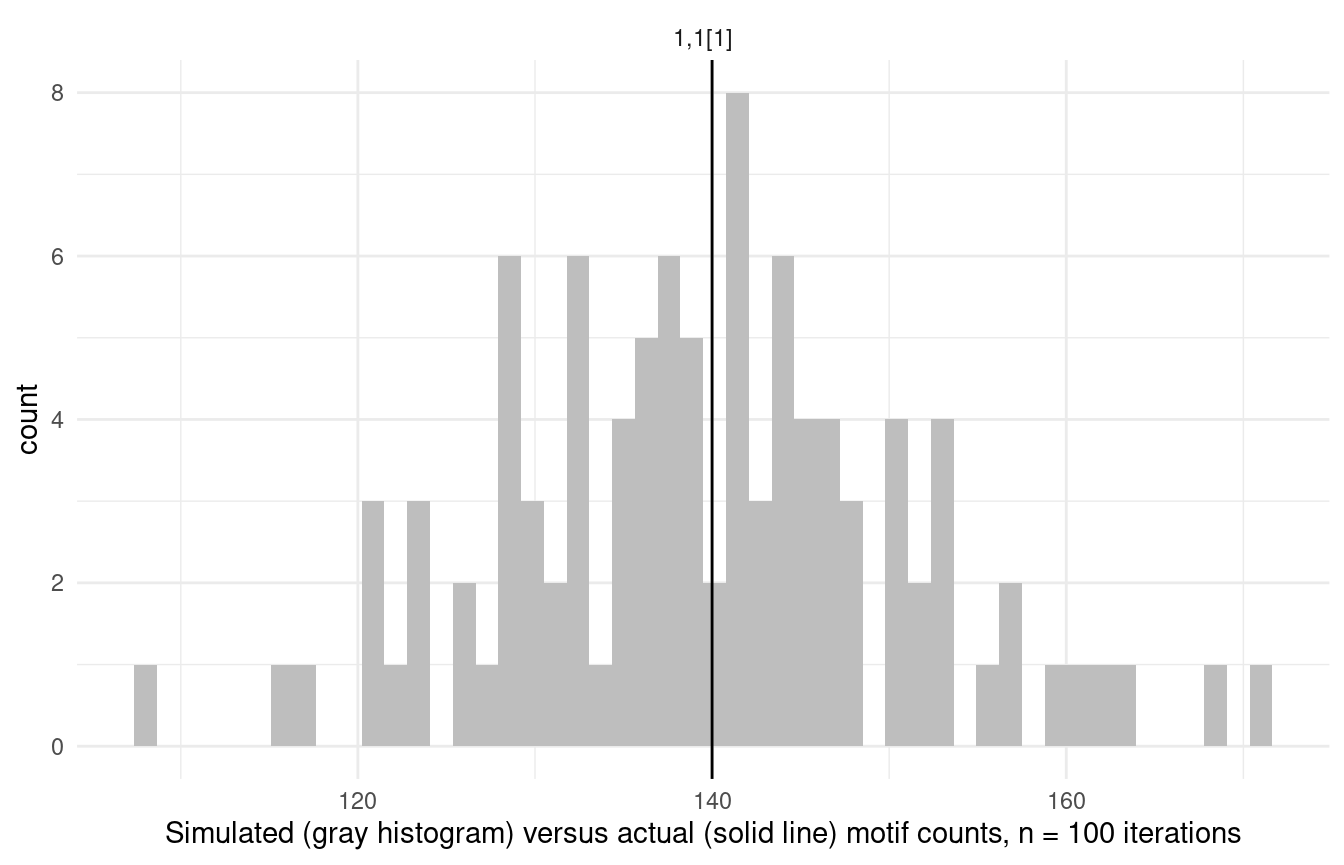 1,1[1]
8
6
4
2
0
count
120 140 160
Simulated (gray histogram) versus actual (solid line) motif counts, n = 100 iterations